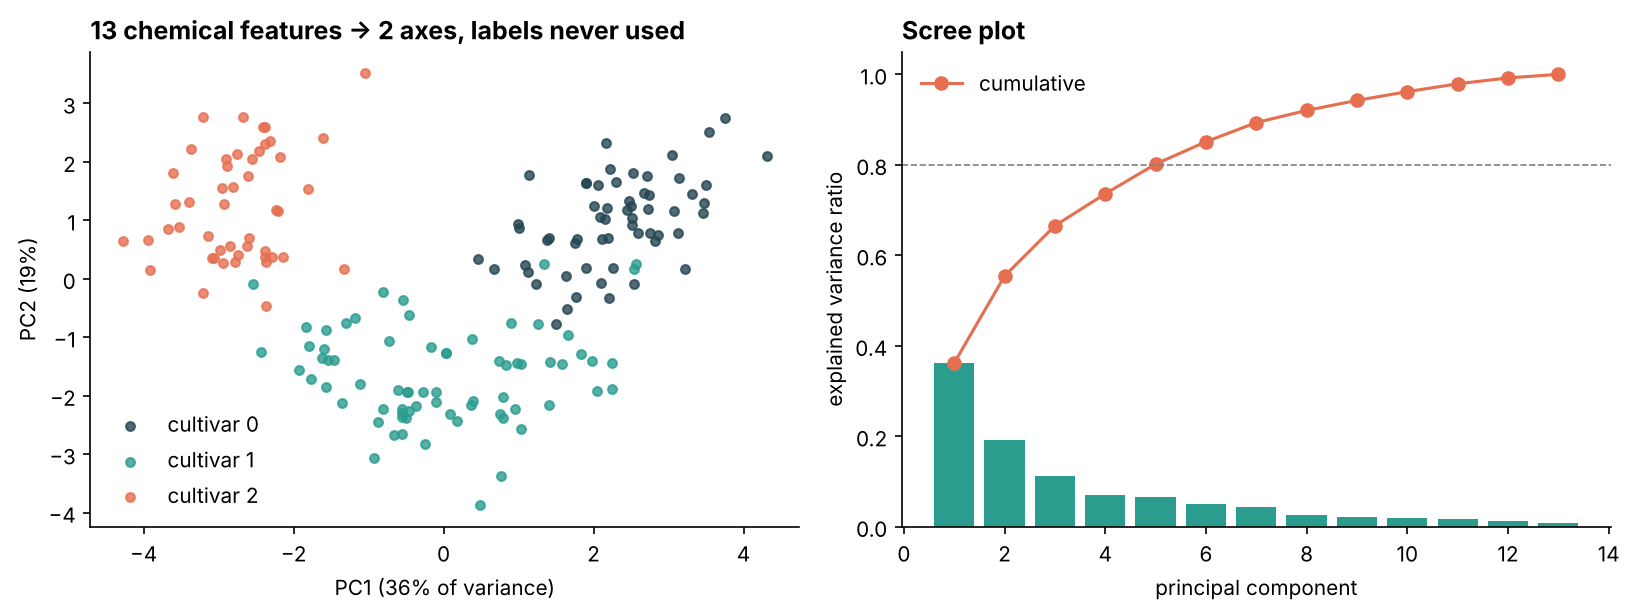 13 chemical features → 2 axes, labels never used
PC2 (19%)
3
2
1
0
−1
−2
−3
−4
cultivar 0
cultivar 1
cultivar 2
−4
−2
0
2
4
PC1 (36% of variance)
Scree plot
explained variance ratio
1.0
0.8
0.6
0.4
0.2
0.0
cumulative
0
2
4
6
8
10
12
14
principal component